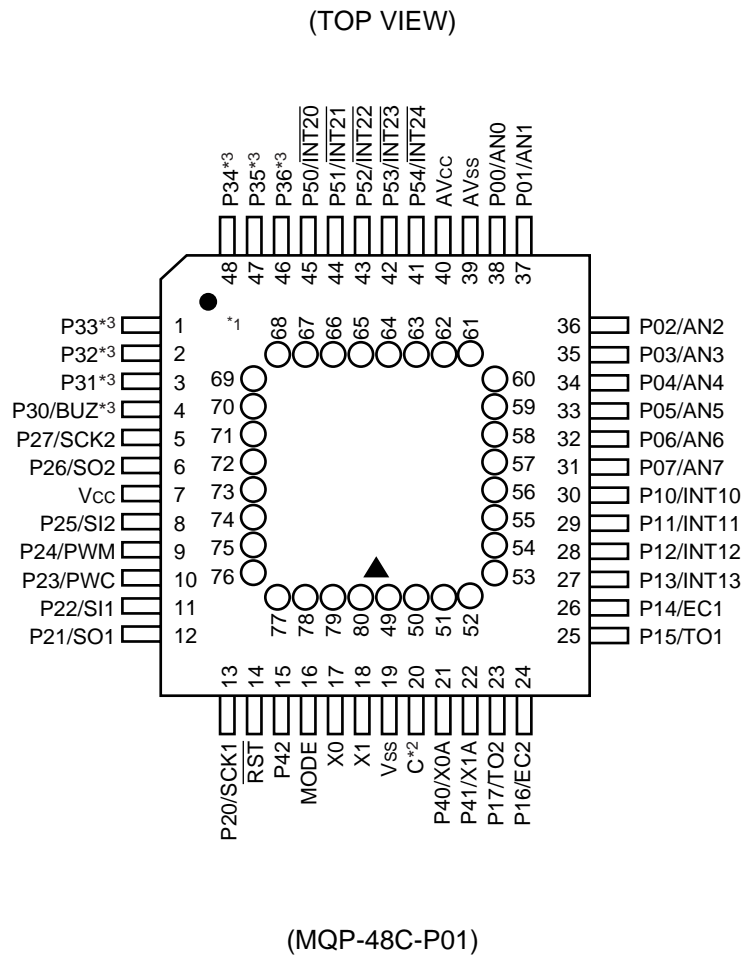 (TOP VIEW)
P34*3
P35*3
P36*3
P50/INT20
P51/INT21
P52/INT22
P53/INT23
P54/INT24
AVCC
AVSS
P00/AN0
P01/AN1
48 47 46 45 44 43 42 41 40 39 38 37
P33*3 1
P32*3 2
P31*3 3
P30/BUZ*3 4
P27/SCK2 5
P26/SO2 6
VCC 7
P25/SI2 8
P24/PWM 9
P23/PWC 10
P22/SI1 11
P21/SO1 12
*1
68 67 66 65 64 63 62 61
69
70
71
72
73
74
75
76
60
59
58
57
56
55
54
53
77 78 79 80 49 50 51 52
36 P02/AN2
35 P03/AN3
34 P04/AN4
33 P05/AN5
32 P06/AN6
31 P07/AN7
30 P10/INT10
29 P11/INT11
28 P12/INT12
27 P13/INT13
26 P14/EC1
25 P15/TO1
13 14 15 16 17 18 19 20 21 22 23 24
P20/SCK1
RST
P42
MODE
X0
X1
VSS
C*2
P40/X0A
P41/X1A
P17/TO2
P16/EC2
(MQP-48C-P01)